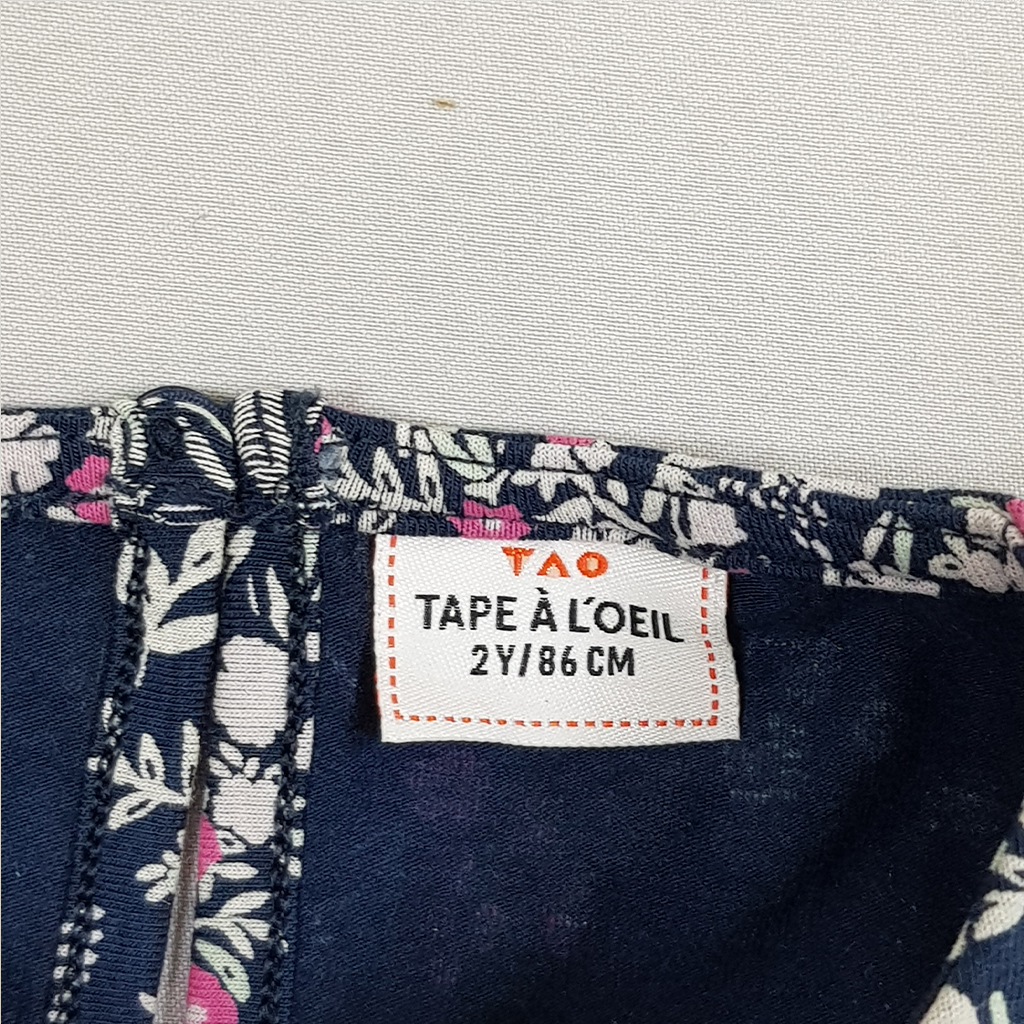 TAO
TAPE À L'OEIL
2Y/86 CM